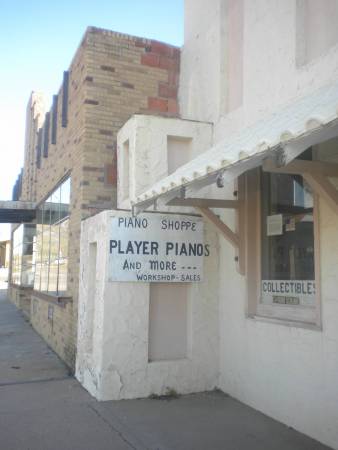 PIANO SHOPPE
PLAYER PIANOS
AND MORE ---
WORKSHOP-SALES
COLLECTIBLES